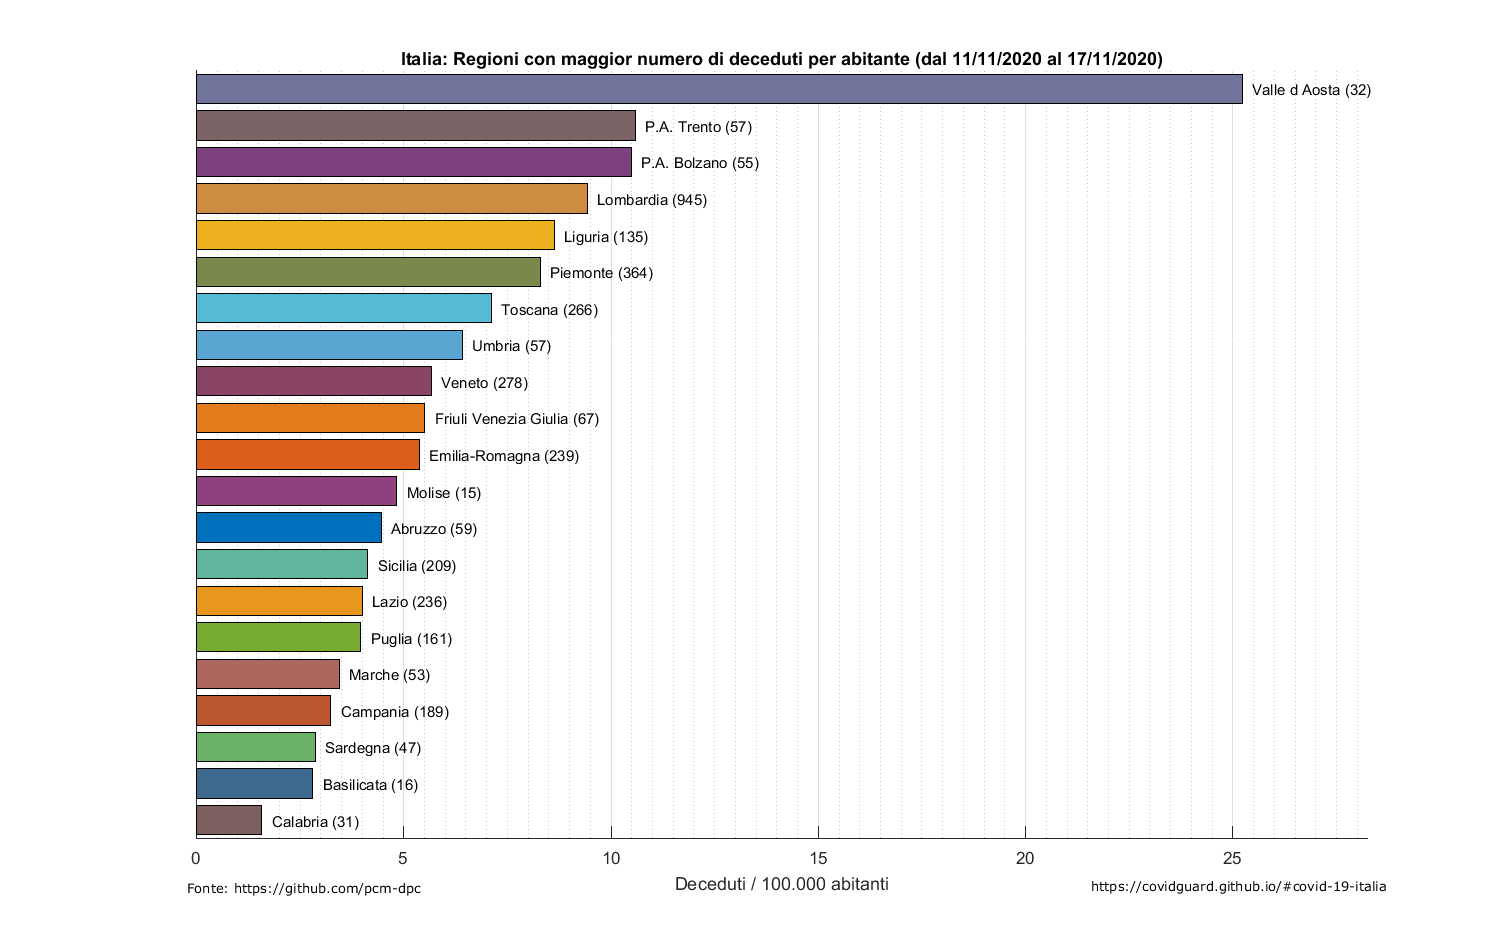 Italia: Regioni con maggior numero di deceduti per abitante (dal 11/11/2020 al 17/11/2020)
Valle d Aosta (32)
P.A. Trento (57)
P.A. Bolzano (55)
Lombardia (945)
Liguria (135)
Piemonte (364)
Toscana (266)
Umbria (57)
Veneto (278)
Friuli Venezia Giulia (67)
Emilia-Romagna (239)
Molise (15)
Abruzzo (59)
Sicilia (209)
Lazio (236)
Puglia (161)
Marche (53)
Campania (189)
Sardegna (47)
Basilicata (16)
Calabria (31)
0 5 10 15 20 25
Deceduti / 100.000 abitanti
Fonte: https://github.com/pcm-dpc
https://covidguard.github.io/#covid-19-italia